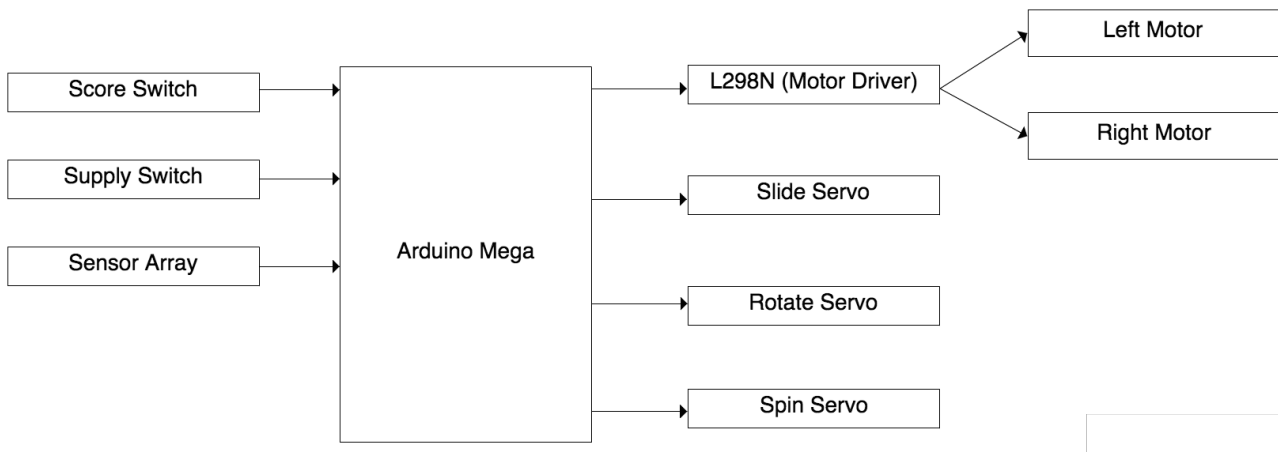 Score Switch
Supply Switch
Sensor Array
Arduino Mega
L298N (Motor Driver)
Slide Servo
Rotate Servo
Spin Servo
Left Motor
Right Motor